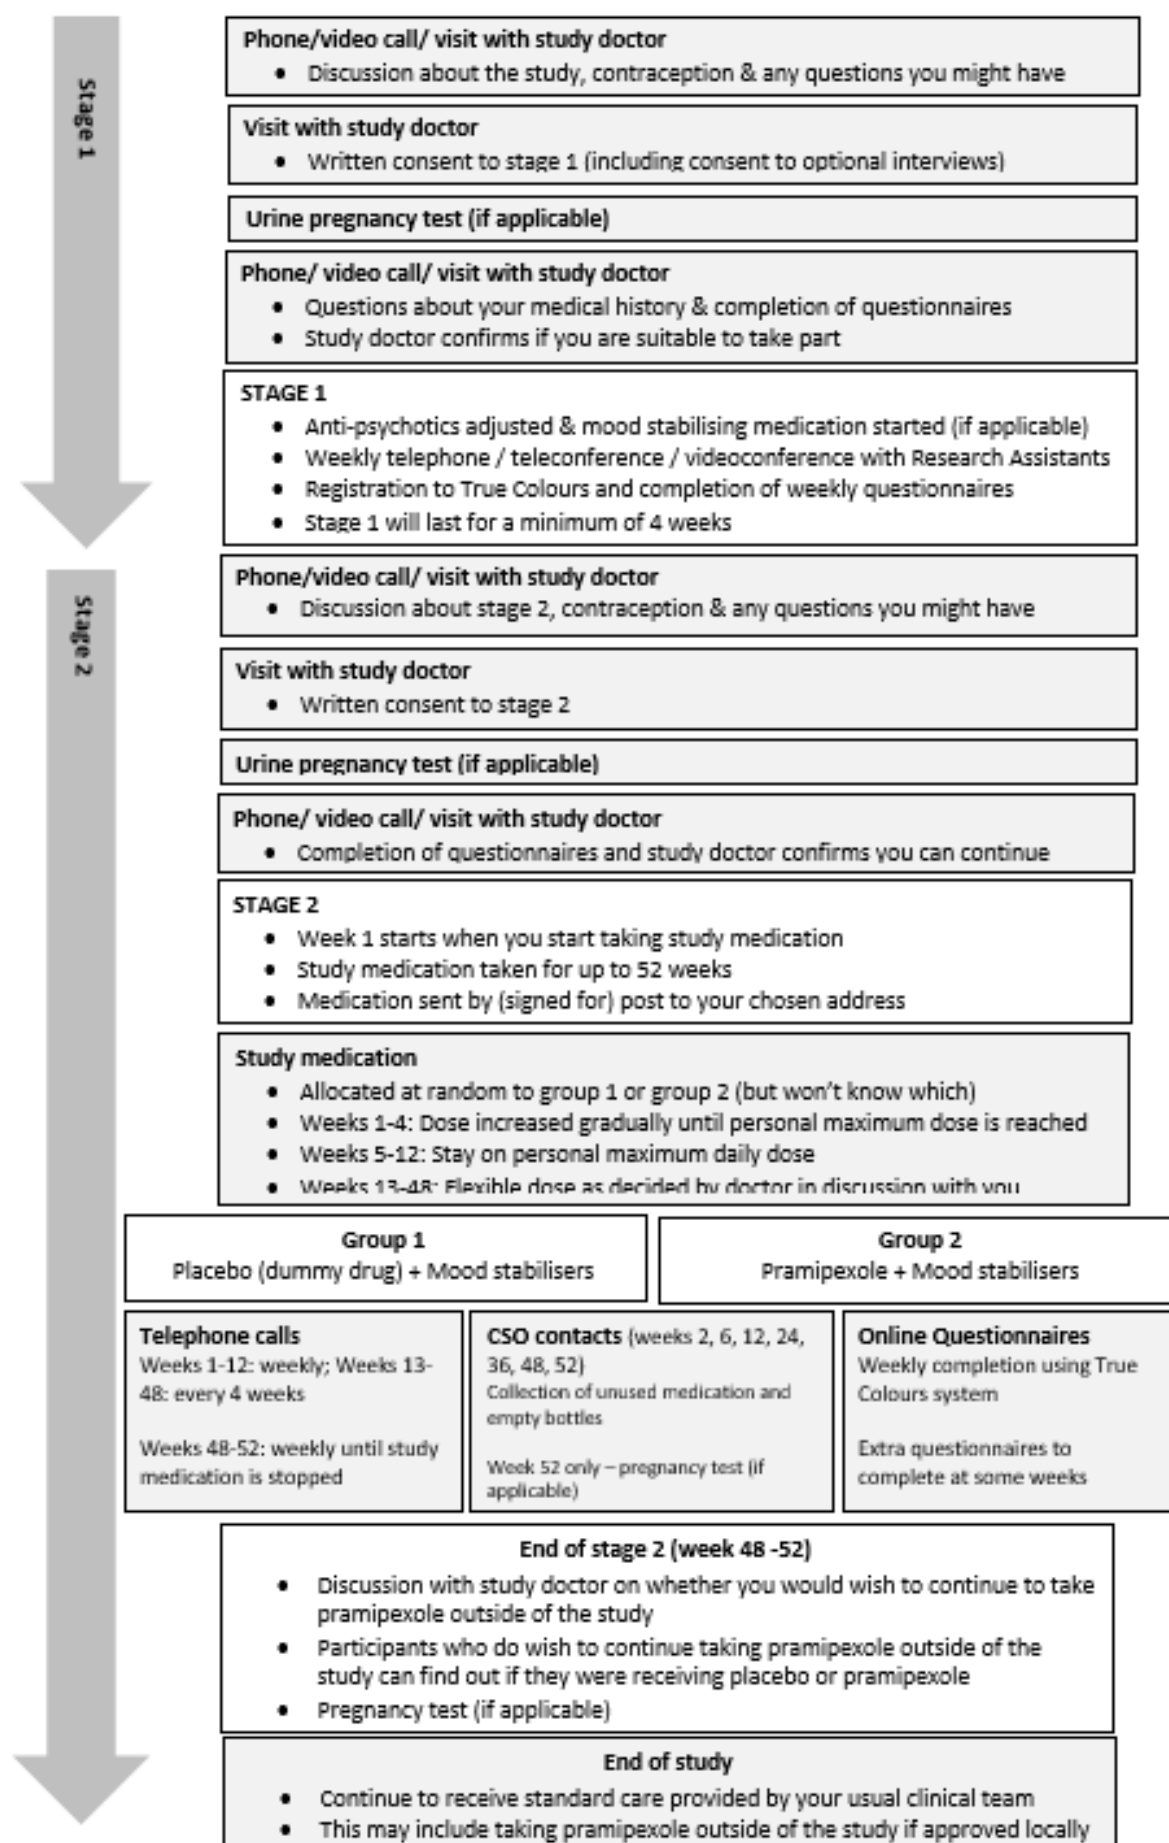 Stage 1
Phone/video call/ visit with study doctor
• Discussion about the study, contraception & any questions you might have
Visit with study doctor
• Written consent to stage 1 (including consent to optional interviews)
Urine pregnancy test (if applicable)
Phone/ video call/ visit with study doctor
• Questions about your medical history & completion of questionnaires
• Study doctor confirms if you are suitable to take part
STAGE 1
• Anti-psychotics adjusted & mood stabilising medication started (if applicable)
• Weekly telephone / teleconference / videoconference with Research Assistants
• Registration to True Colours and completion of weekly questionnaires
• Stage 1 will last for a minimum of 4 weeks
Stage 2
Phone/video call/ visit with study doctor
• Discussion about stage 2, contraception & any questions you might have
Visit with study doctor
• Written consent to stage 2
Urine pregnancy test (if applicable)
Phone/ video call/ visit with study doctor
• Completion of questionnaires and study doctor confirms you can continue
STAGE 2
• Week 1 starts when you start taking study medication
• Study medication taken for up to 52 weeks
• Medication sent by (signed for) post to your chosen address
Study medication
• Allocated at random to group 1 or group 2 (but won't know which)
• Weeks 1-4: Dose increased gradually until personal maximum dose is reached
• Weeks 5-12: Stay on personal maximum daily dose
• Weeks 13-48: Flexible dose as decided by doctor in discussion with you
Group 1
Placebo (dummy drug) + Mood stabilisers
Group 2
Pramipexole + Mood stabilisers
Telephone calls
Weeks 1-12: weekly; Weeks 13-
48: every 4 weeks
Weeks 48-52: weekly until study
medication is stopped
CSO contacts (weeks 2, 6, 12, 24,
36, 48, 52)
Collection of unused medication and
empty bottles
Week 52 only – pregnancy test (if
applicable)
Online Questionnaires
Weekly completion using True
Colours system
Extra questionnaires to
complete at some weeks
End of stage 2 (week 48 -52)
• Discussion with study doctor on whether you would wish to continue to take
pramipexole outside of the study
• Participants who do wish to continue taking pramipexole outside of the
study can find out if they were receiving placebo or pramipexole
• Pregnancy test (if applicable)
End of study
• Continue to receive standard care provided by your usual clinical team
• This may include taking pramipexole outside of the study if approved locally